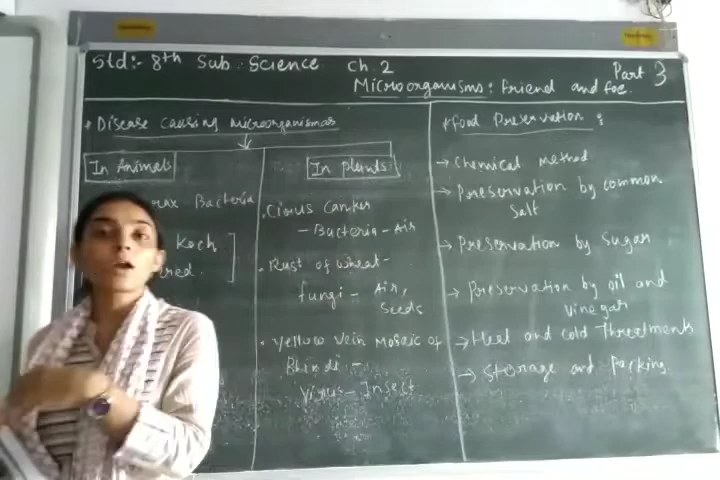 Std:- 8th Sub: Science Ch. 2
Microorganisms: Friend and foe. Part 3
* Disease causing microorganismas
In Animals
Bacteria
Koch
In plants
. Citrus Canker
- Bacteria - Air
. Rust of wheat -
fungi - Air,
Seeds
. Yellow vein Mosaic of
Bhindi -
Virus - Insect
* Food Preservation :
→ Chemical method
→ Preservation by common
Salt
→ Preservation by Sugar
→ Preservation by oil and
vinegar
→ Heat and cold Threetments
→ Storage and Packing